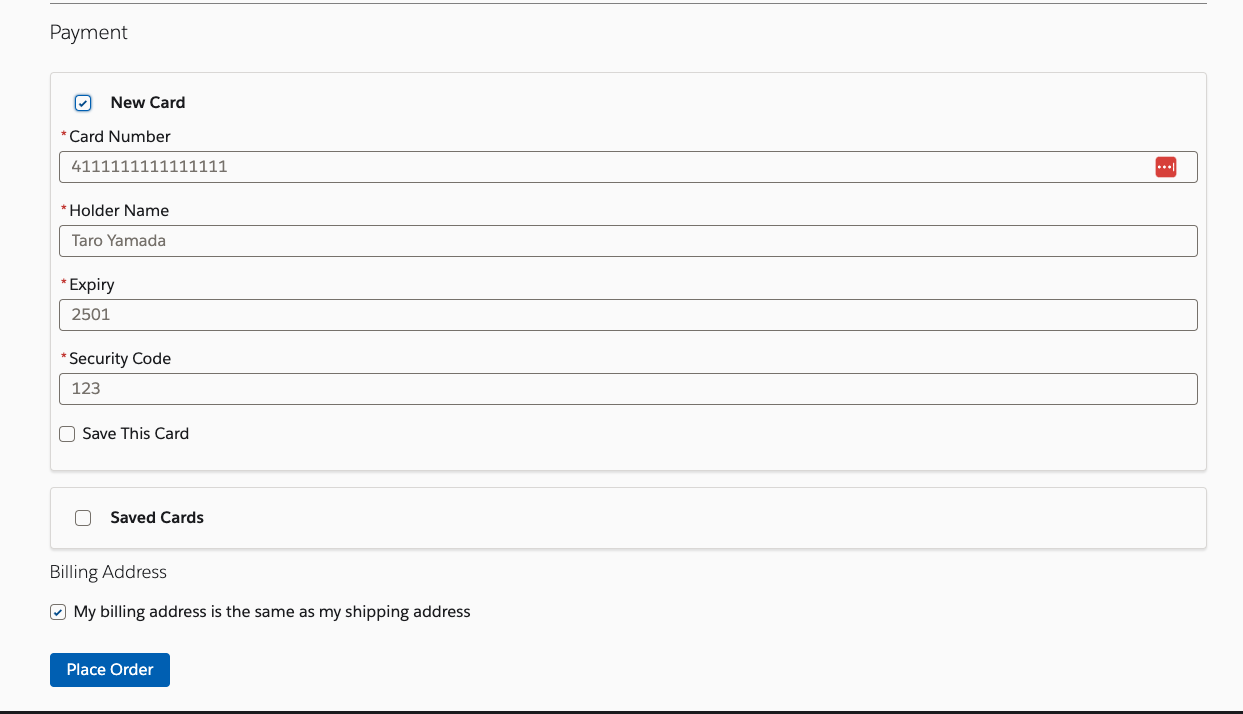 Payment
New Card
*Card Number
4111111111111111
*Holder Name
Taro Yamada
*Expiry
2501
*Security Code
123
Save This Card
Saved Cards
Billing Address
My billing address is the same as my shipping address
Place Order